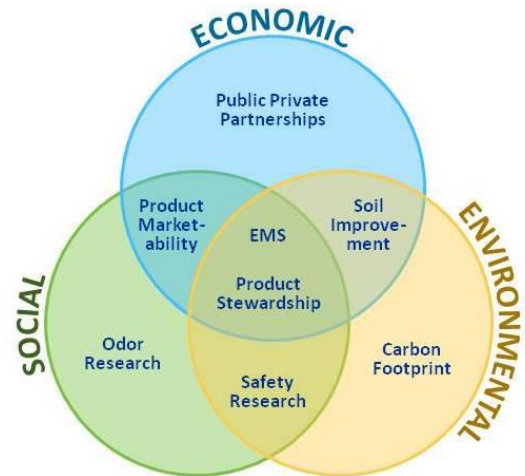 ECONOMIC
Public Private
Partnerships
Product
Market-
ability
EMS
Soil
Improve-
ment
Product
Stewardship
SOCIAL
ENVIRONMENTAL
Odor
Research
Safety
Research
Carbon
Footprint